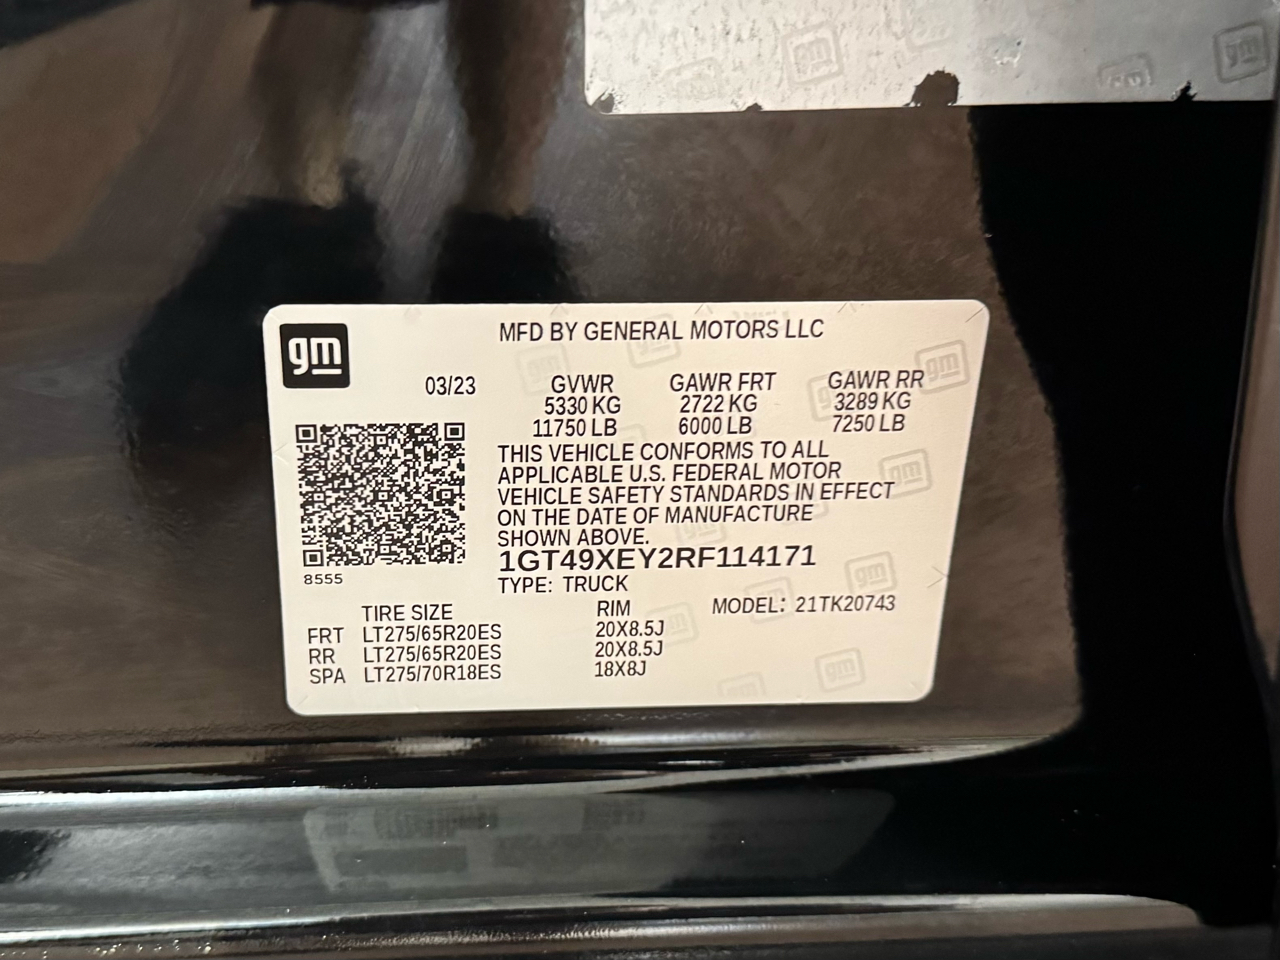 gm
MFD BY GENERAL MOTORS LLC
03/23
GVWR GAWR FRT GAWR RR
5330 KG 2722 KG 3289 KG
11750 LB 6000 LB 7250 LB
THIS VEHICLE CONFORMS TO ALL
APPLICABLE U.S. FEDERAL MOTOR
VEHICLE SAFETY STANDARDS IN EFFECT
ON THE DATE OF MANUFACTURE
SHOWN ABOVE.
1GT49XEY2RF114171
8555
TYPE: TRUCK
TIRE SIZE RIM MODEL: 21TK20743
FRT LT275/65R20ES 20X8.5J
RR LT275/65R20ES 20X8.5J
SPA LT275/70R18ES 18X8J